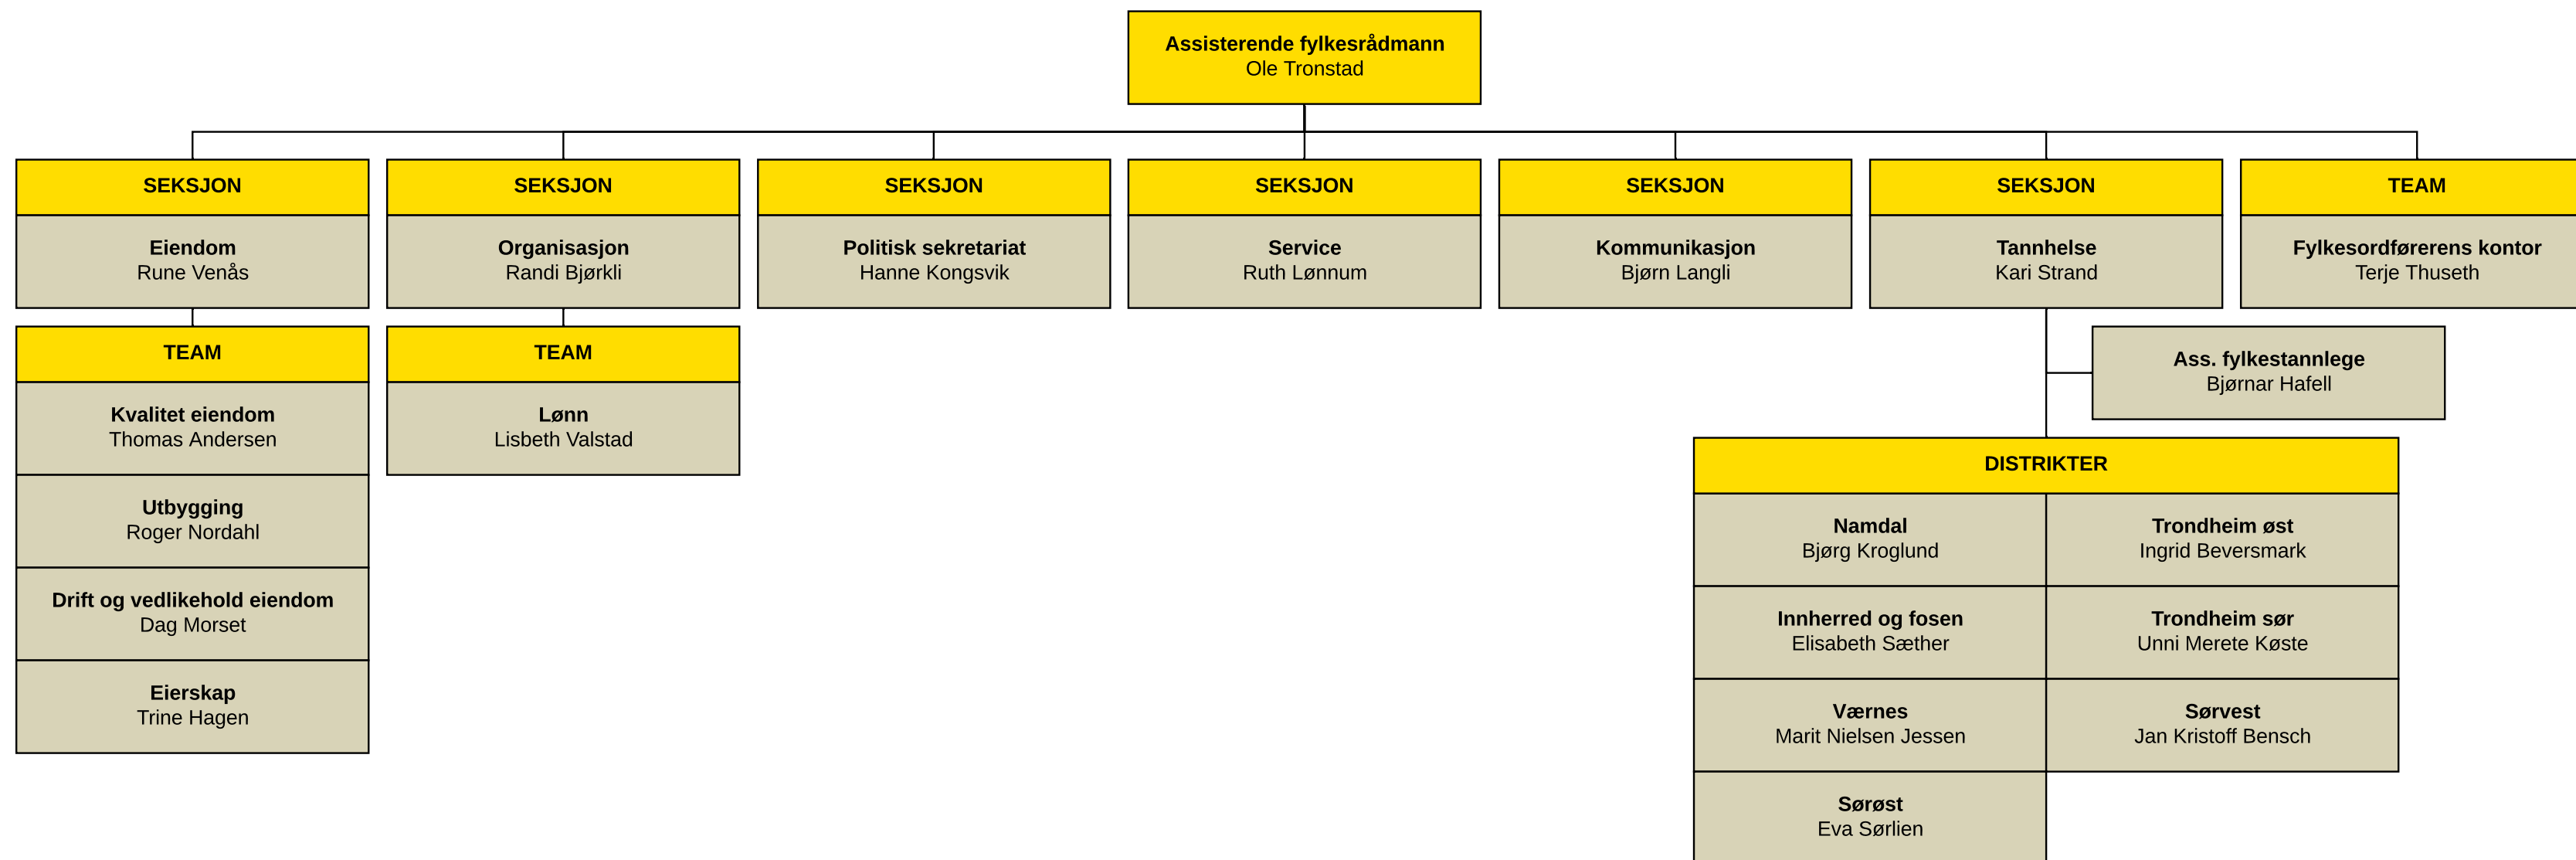 Assisterende fylkesrådmann
Ole Tronstad
SEKSJON
Eiendom
Rune Venås
SEKSJON
Organisasjon
Randi Bjørkli
SEKSJON
Politisk sekretariat
Hanne Kongsvik
SEKSJON
Service
Ruth Lønnum
SEKSJON
Kommunikasjon
Bjørn Langli
SEKSJON
Tannhelse
Kari Strand
TEAM
Fylkesordførerens kontor
Terje Thuseth
TEAM
Kvalitet eiendom
Thomas Andersen
Utbygging
Roger Nordahl
Drift og vedlikehold eiendom
Dag Morset
Eierskap
Trine Hagen
TEAM
Lønn
Lisbeth Valstad
Ass. fylkestannlege
Bjørnar Hafell
DISTRIKTER
Namdal
Bjørg Kroglund
Innherred og fosen
Elisabeth Sæther
Værnes
Marit Nielsen Jessen
Sørøst
Eva Sørlien
Trondheim øst
Ingrid Beversmark
Trondheim sør
Unni Merete Køste
Sørvest
Jan Kristoff Bensch